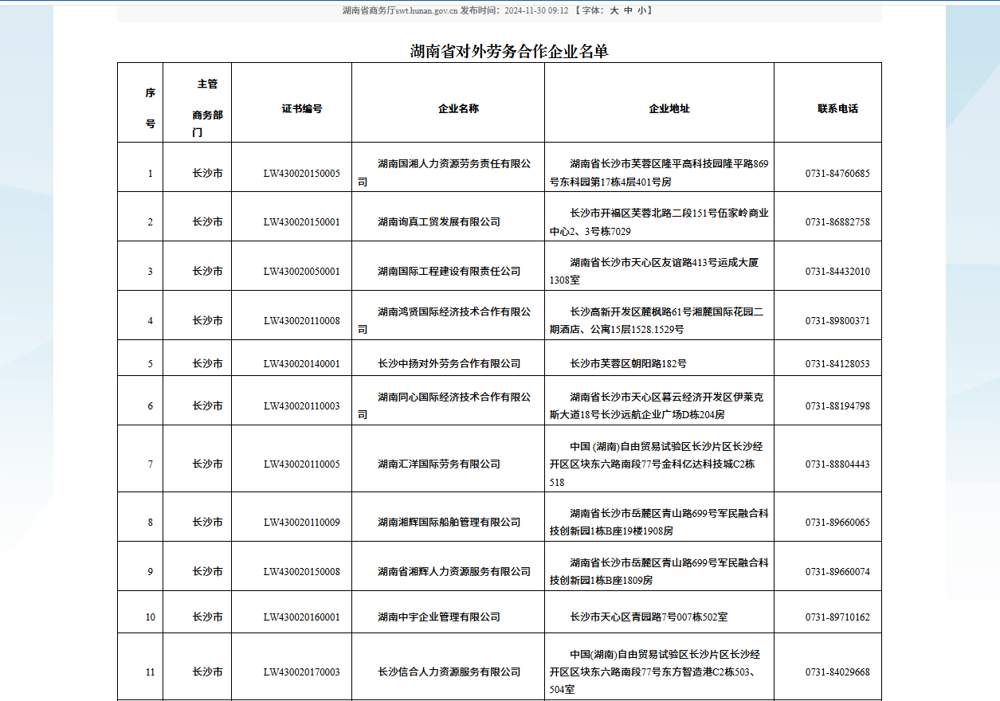 湖南省商务厅swt.hunan.gov.cn 发布时间：2024-11-30 09:12 【 字体： 大 中 小 】
湖南省对外劳务合作企业名单
序号 主管商务部门 证书编号 企业名称 企业地址 联系电话
1 长沙市 LW430020150005 湖南国湘人力资源劳务责任有限公司 湖南省长沙市芙蓉区隆平高科技园隆平路869号东科园第17栋4层401号房 0731-84760685
2 长沙市 LW430020150001 湖南询真工贸发展有限公司 长沙市开福区芙蓉北路二段151号伍家岭商业中心2、3号栋7029 0731-86882758
3 长沙市 LW430020050001 湖南国际工程建设有限责任公司 湖南省长沙市天心区友谊路413号运成大厦1308室 0731-84432010
4 长沙市 LW430020110008 湖南鸿贤国际经济技术合作有限公司 长沙高新开发区麓枫路61号湘麓国际花园二期酒店、公寓15层1528.1529号 0731-89800371
5 长沙市 LW430020140001 长沙中扬对外劳务合作有限公司 长沙市芙蓉区朝阳路182号 0731-84128053
6 长沙市 LW430020110003 湖南同心国际经济技术合作有限公司 湖南省长沙市天心区暮云经济开发区伊莱克斯大道18号长沙远航企业广场D栋204房 0731-88194798
7 长沙市 LW430020110005 湖南汇洋国际劳务有限公司 中国 (湖南)自由贸易试验区长沙片区长沙经开区区块东六路南段77号金科亿达科技城C2栋518 0731-88804443
8 长沙市 LW430020110009 湖南湘辉国际船舶管理有限公司 湖南省长沙市岳麓区青山路699号军民融合科技创新园1栋B座19楼1908房 0731-89660065
9 长沙市 LW430020150008 湖南省湘辉人力资源服务有限公司 湖南省长沙市岳麓区青山路699号军民融合科技创新园1栋B座1809房 0731-89660074
10 长沙市 LW430020160001 湖南中宇企业管理有限公司 长沙市天心区青园路7号007栋502室 0731-89710162
11 长沙市 LW430020170003 长沙信合人力资源服务有限公司 中国(湖南)自由贸易试验区长沙片区长沙经开区区块东六路南段77号东方智造港C2栋503、504室 0731-84029668